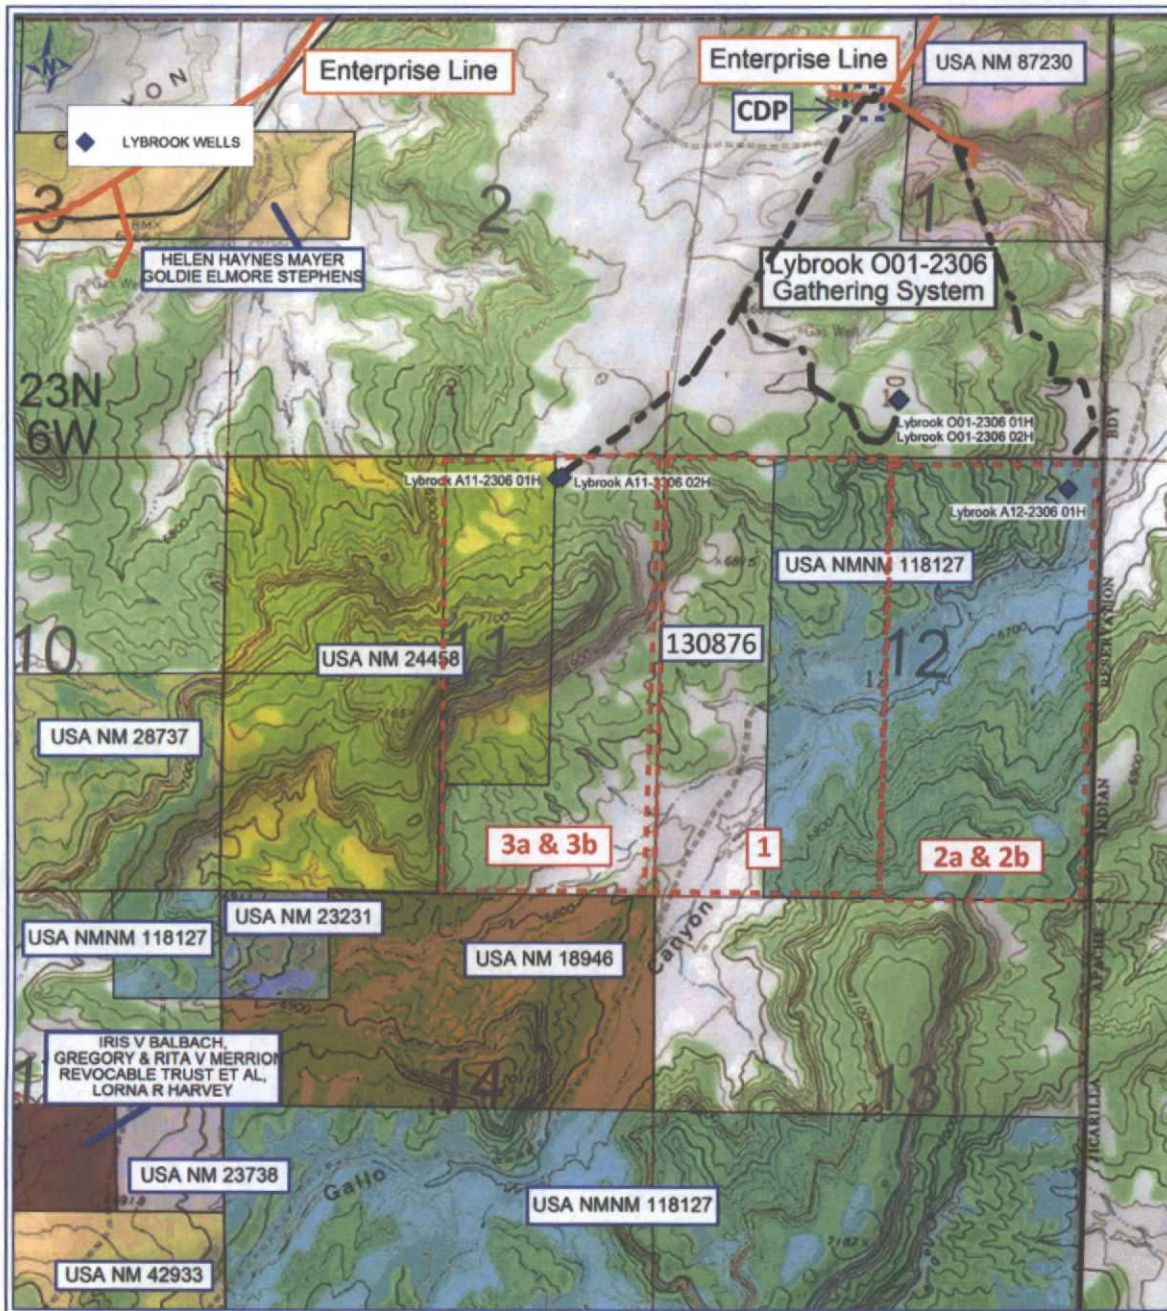 N
YON
LYBROOK WELLS
Enterprise Line
Enterprise Line
USA NM 87230
CDP
3
2
1
HELEN HAYNES MAYER
GOLDIE ELMORE STEPHENS
Gas Well
Lybrook O01-2306
Gathering System
Gas Well
23N
6W
Lybrook O01-2306 01H
Lybrook O01-2306 02H
BDY
Lybrook A11-2306 01H
Lybrook A11-2306 02H
Lybrook A12-2306 01H
USA NMNM 118127
10
11
12
USA NM 24458
130876
RESERVATION
USA NM 28737
INDIAN
3a & 3b
1
2a & 2b
USA NMNM 118127
USA NM 23231
USA NM 18946
Canyon
APACHE
IRIS V BALBACH,
GREGORY & RITA V MERRION
REVOCABLE TRUST ET AL,
LORNA R HARVEY
14
13
JICARILLA
USA NM 23738
Gallo
USA NMNM 118127
USA NM 42933